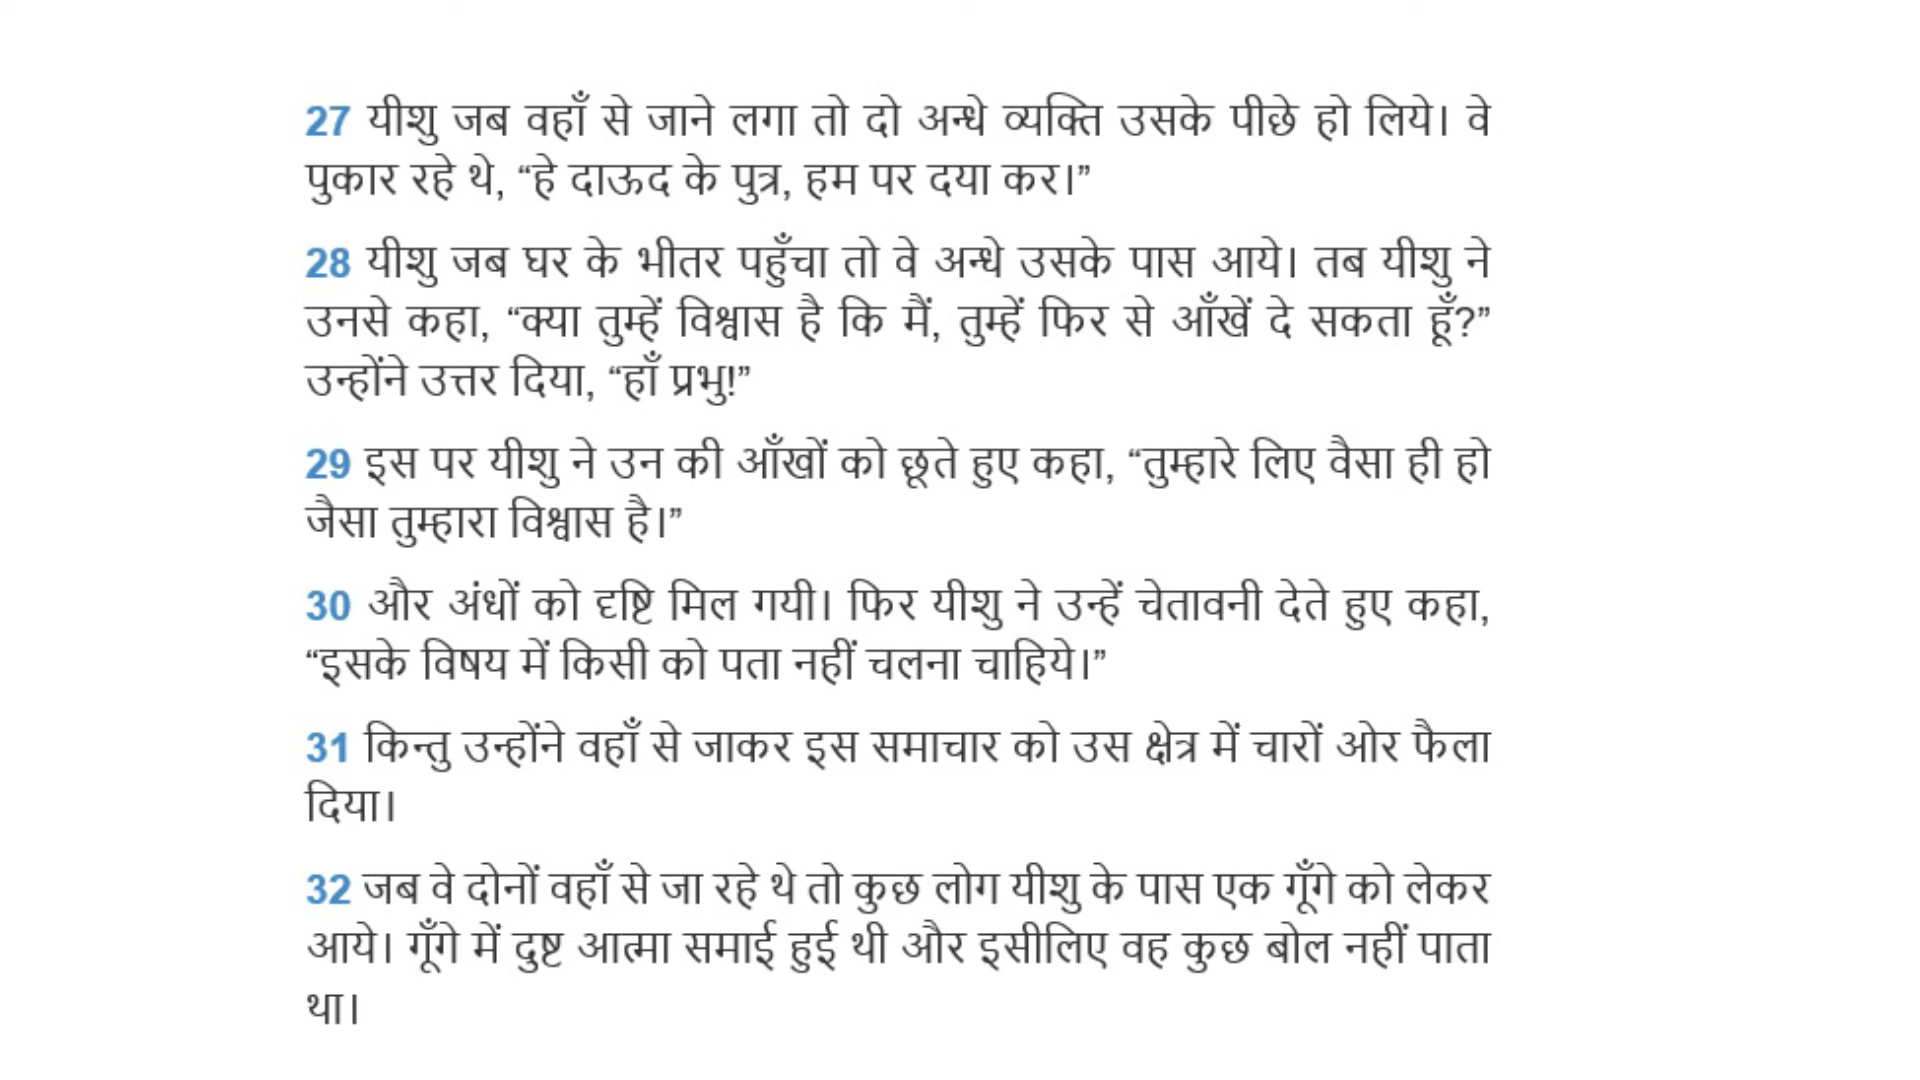 27 यीशु जब वहाँ से जाने लगा तो दो अन्धे व्यक्ति उसके पीछे हो लिये। वे
पुकार रहे थे, “हे दाऊद के पुत्र, हम पर दया कर।”
28 यीशु जब घर के भीतर पहुँचा तो वे अन्धे उसके पास आये। तब यीशु ने
उनसे कहा, “क्या तुम्हें विश्वास है कि मैं, तुम्हें फिर से आँखें दे सकता हूँ?”
उन्होंने उत्तर दिया, “हाँ प्रभु!”
29 इस पर यीशु ने उन की आँखों को छूते हुए कहा, “तुम्हारे लिए वैसा ही हो
जैसा तुम्हारा विश्वास है।”
30 और अंधों को दृष्टि मिल गयी। फिर यीशु ने उन्हें चेतावनी देते हुए कहा,
“इसके विषय में किसी को पता नहीं चलना चाहिये।”
31 किन्तु उन्होंने वहाँ से जाकर इस समाचार को उस क्षेत्र में चारों ओर फैला
दिया।
32 जब वे दोनों वहाँ से जा रहे थे तो कुछ लोग यीशु के पास एक गूँगे को लेकर
आये। गूँगे में दुष्ट आत्मा समाई हुई थी और इसीलिए वह कुछ बोल नहीं पाता
था।